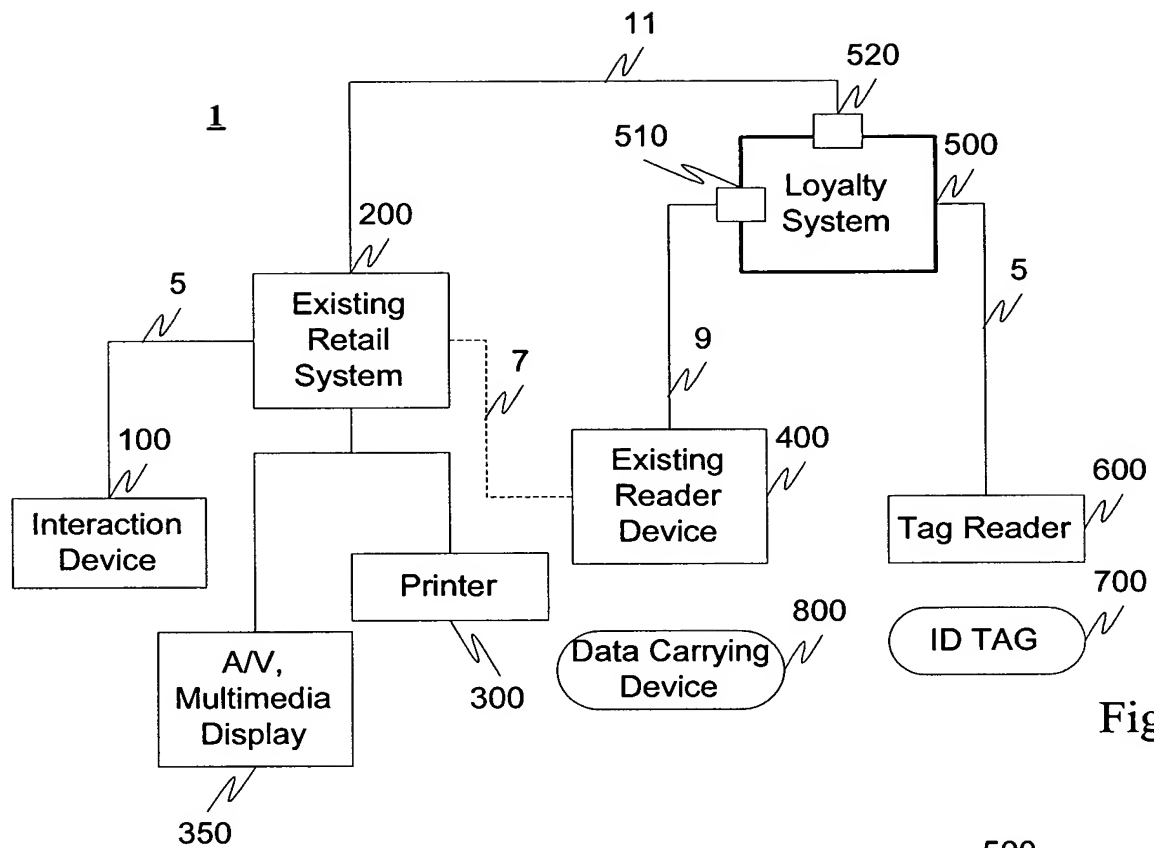 11
520
1
510
500
Loyalty
System
200
5
5
Existing
Retail
System
7
9
100
400
Existing
Reader
Device
600
Interaction
Device
Tag Reader
Printer
700
800
ID TAG
A/V,
Multimedia
Display
Data Carrying
Device
300
Fig
350